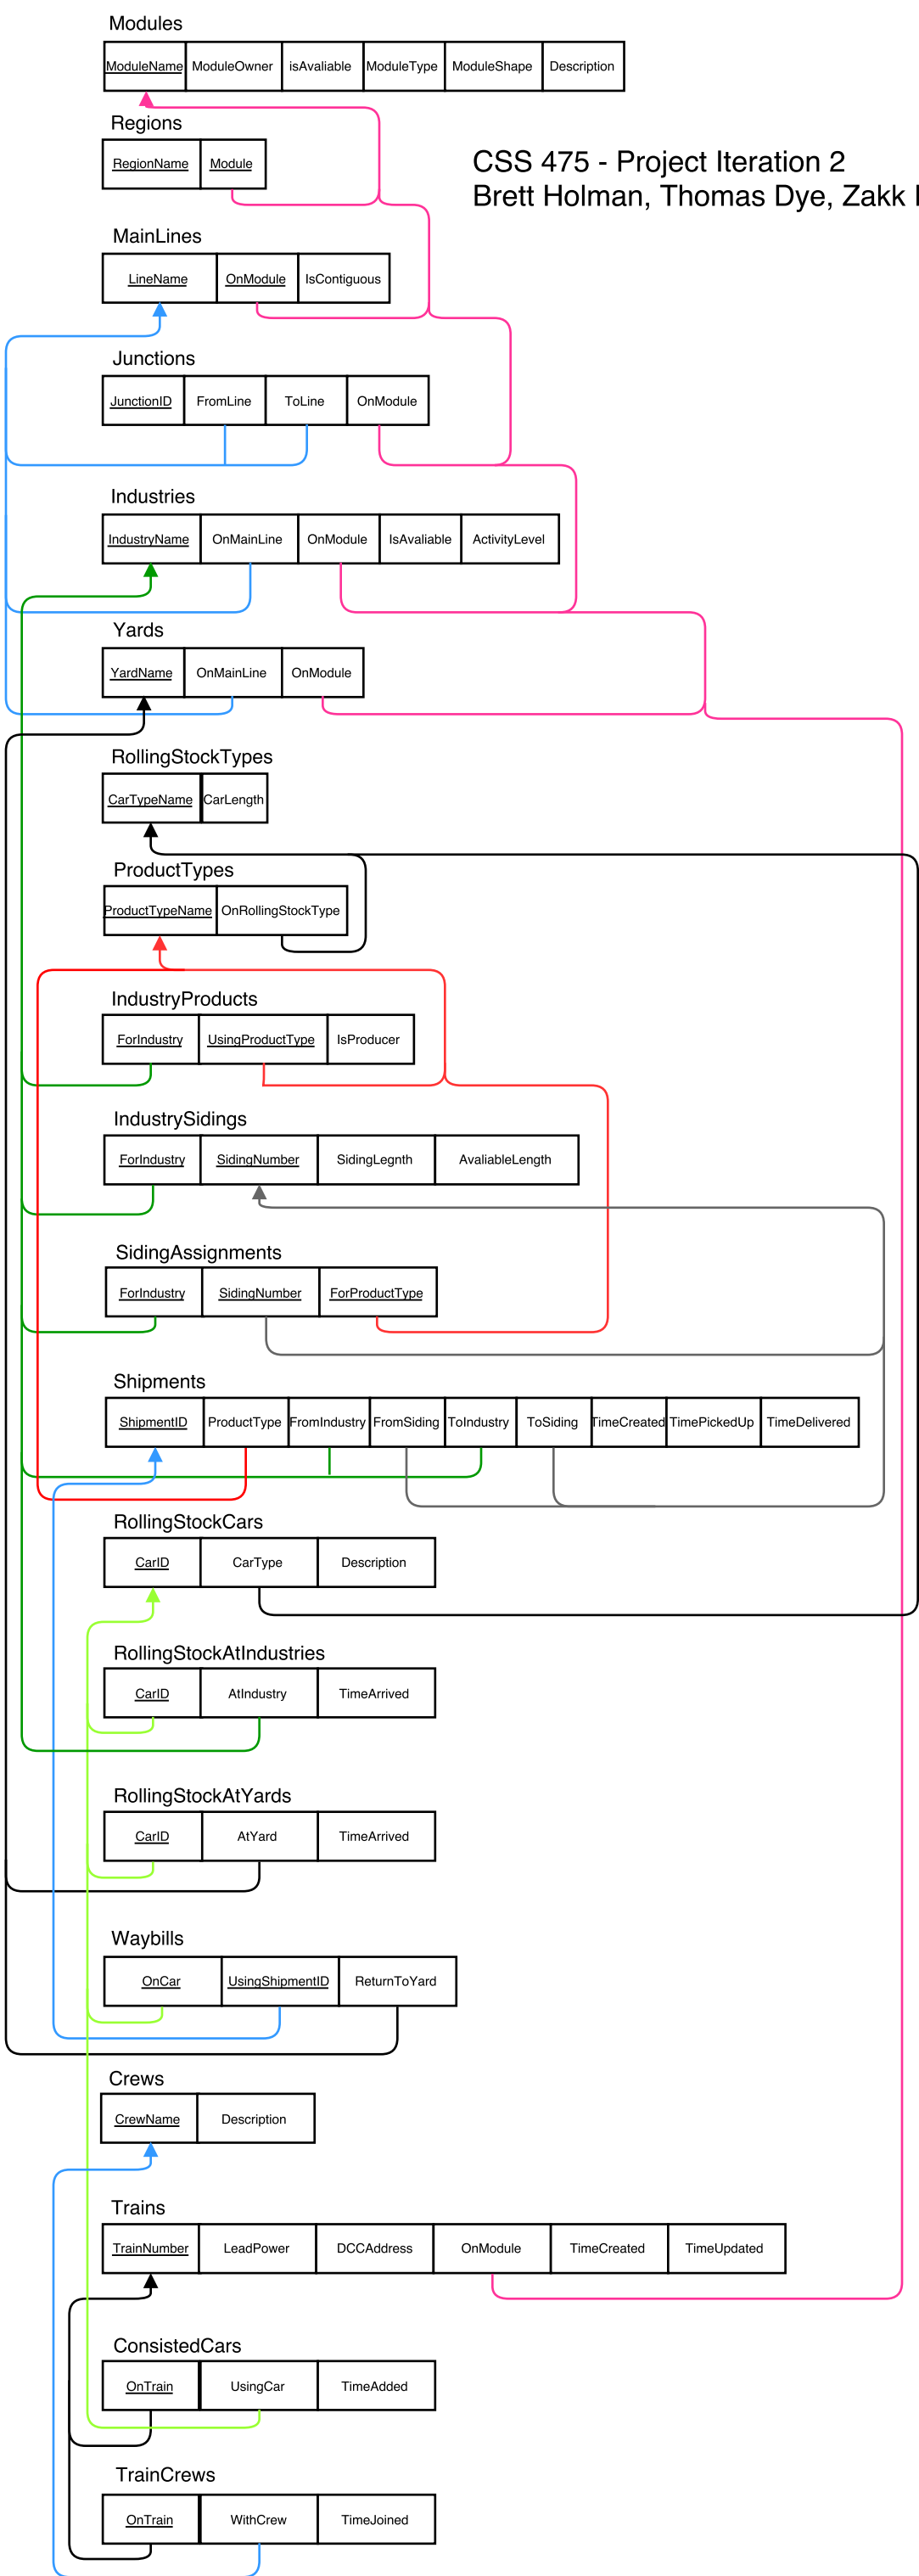 Modules
ModuleName ModuleOwner isAvaliable ModuleType ModuleShape Description
Regions
RegionName Module
CSS 475 - Project Iteration 2
Brett Holman, Thomas Dye, Zakk
MainLines
LineName OnModule IsContiguous
Junctions
JunctionID FromLine ToLine OnModule
Industries
IndustryName OnMainLine OnModule IsAvaliable ActivityLevel
Yards
YardName OnMainLine OnModule
RollingStockTypes
CarTypeName CarLength
ProductTypes
ProductTypeName OnRollingStockType
IndustryProducts
ForIndustry UsingProductType IsProducer
IndustrySidings
ForIndustry SidingNumber SidingLegnth AvaliableLength
SidingAssignments
ForIndustry SidingNumber ForProductType
Shipments
ShipmentID ProductType FromIndustry FromSiding ToIndustry ToSiding TimeCreated TimePickedUp TimeDelivered
RollingStockCars
CarID CarType Description
RollingStockAtIndustries
CarID AtIndustry TimeArrived
RollingStockAtYards
CarID AtYard TimeArrived
Waybills
OnCar UsingShipmentID ReturnToYard
Crews
CrewName Description
Trains
TrainNumber LeadPower DCCAddress OnModule TimeCreated TimeUpdated
ConsistedCars
OnTrain UsingCar TimeAdded
TrainCrews
OnTrain WithCrew TimeJoined